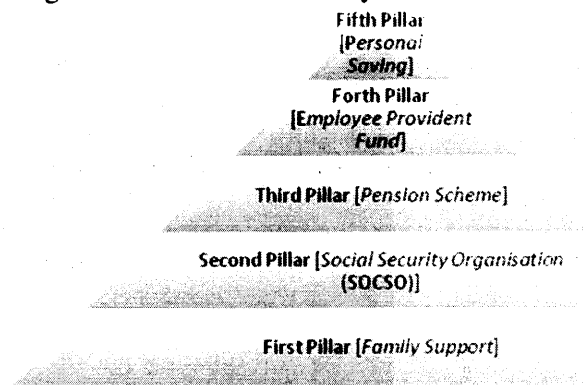 Fifth Pillar
[Personal
Saving]
Forth Pillar
[Employee Provident
Fund]
Third Pillar [Pension Scheme]
Second Pillar [Social Security Organisation
(SOCSO)]
First Pillar [Family Support]